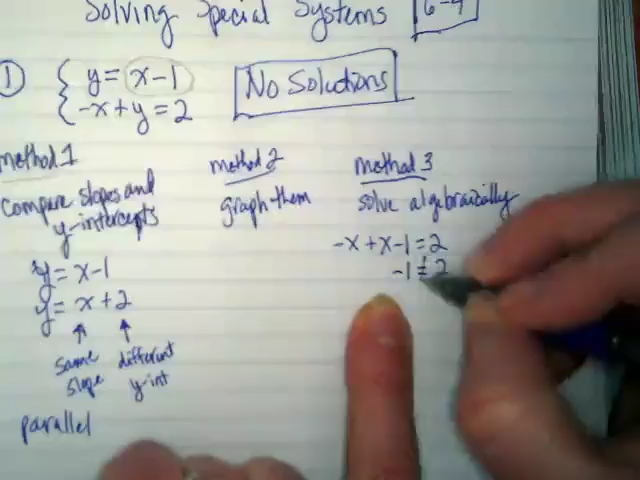 Solving Special Systems 6-4
① { y = x-1
{ -x+y=2
No Solutions
method 1
Compare slopes and
y-intercepts
y = x-1
y = x+2
↑ ↑
same different
slope y-int
parallel
method 2
graph them
method 3
solve algebraically
-x + x-1 = 2
-1 ≠ 2